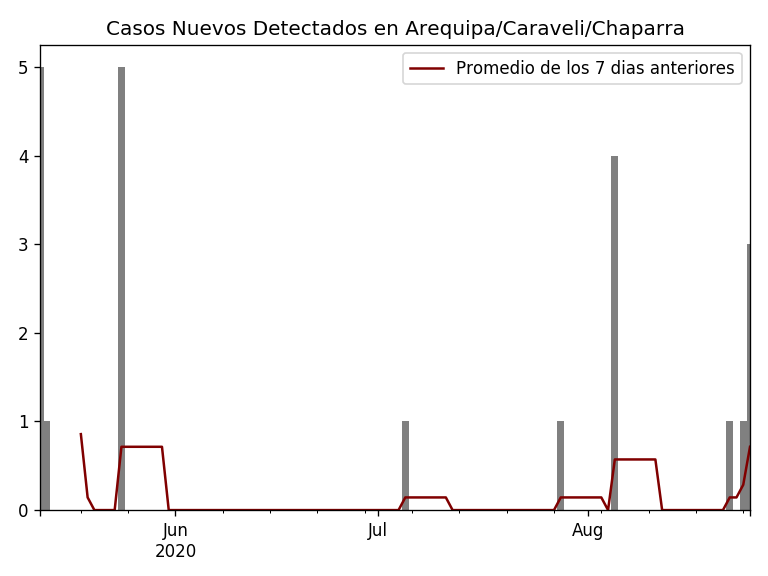 Casos Nuevos Detectados en Arequipa/Caraveli/Chaparra
Promedio de los 7 dias anteriores
5
4
3
2
1
0
Jun
2020
Jul
Aug